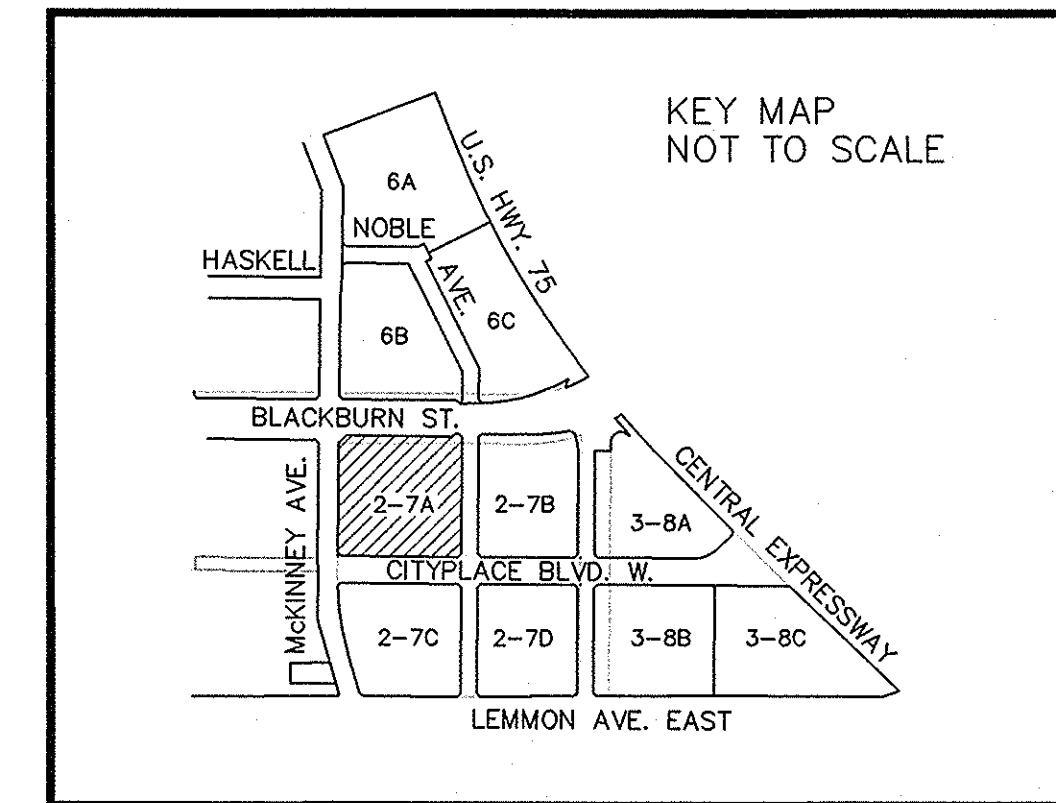 KEY MAP
NOT TO SCALE
U.S. HWY. 75
6A
NOBLE
AVE.
HASKELL
6C
6B
BLACKBURN ST.
McKINNEY AVE.
2-7A
2-7B
3-8A
CENTRAL EXPRESSWAY
CITYPLACE BLVD. W.
2-7C
2-7D
3-8B
3-8C
LEMMON AVE. EAST